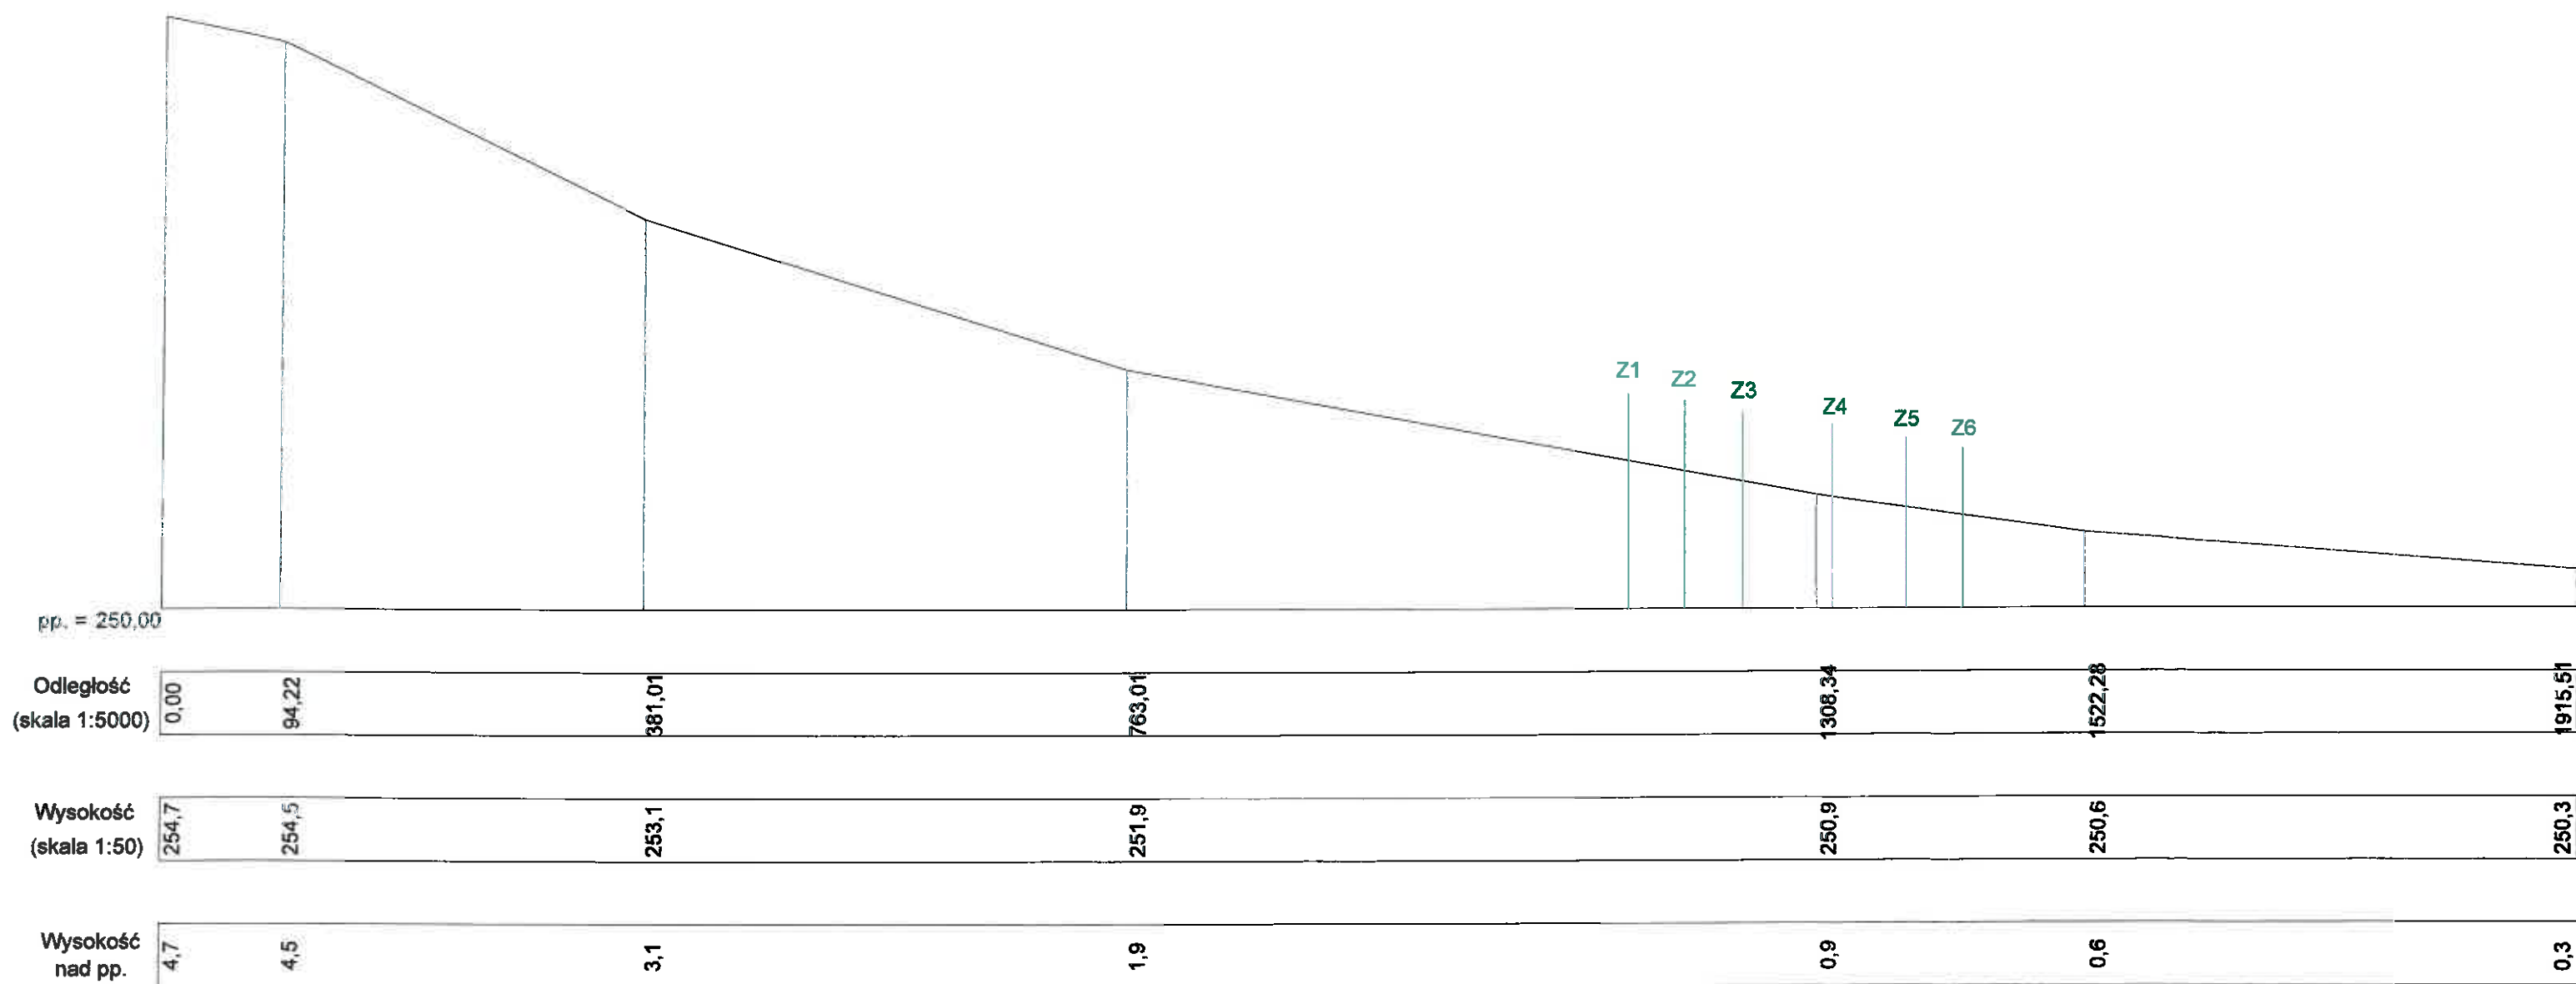 Z1
Z2
Z3
Z4
Z5
Z6
pp. = 250,00
Odległość
(skala 1:5000)
0,00
94,22
381,01
763,01
1308,34
1522,28
1915,51
Wysokość
(skala 1:50)
254,7
254,5
253,1
251,9
250,9
250,6
250,3
Wysokość
nad pp.
4,7
4,5
3,1
1,9
0,9
0,6
0,3